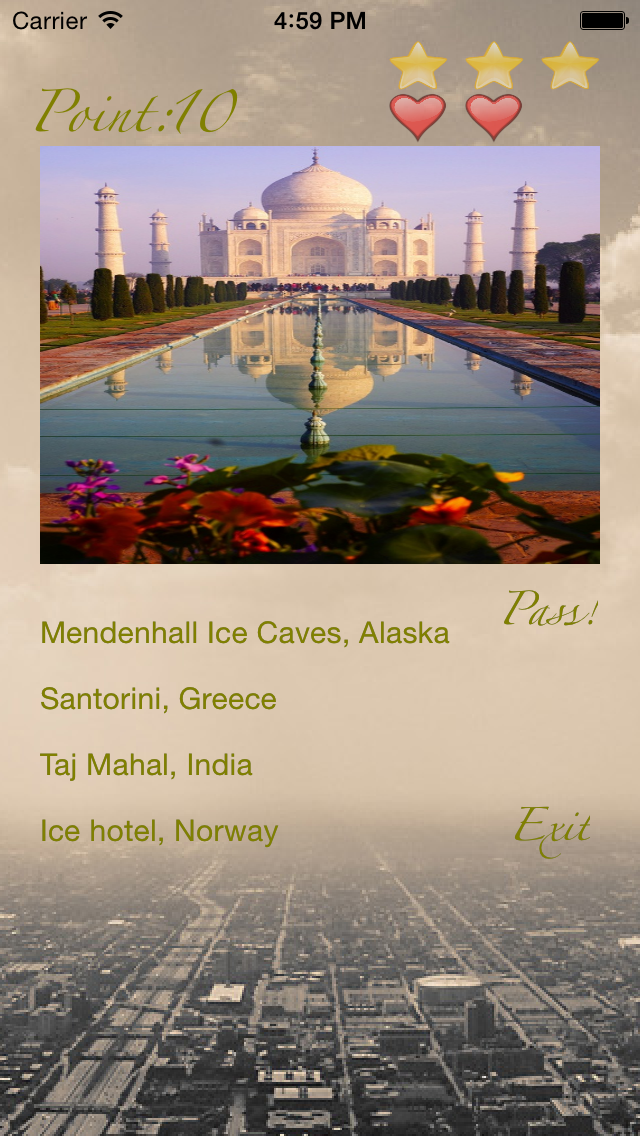 Carrier 4:59 PM
Point:10
Pass!
Mendenhall Ice Caves, Alaska
Santorini, Greece
Taj Mahal, India
Ice hotel, Norway
Exit